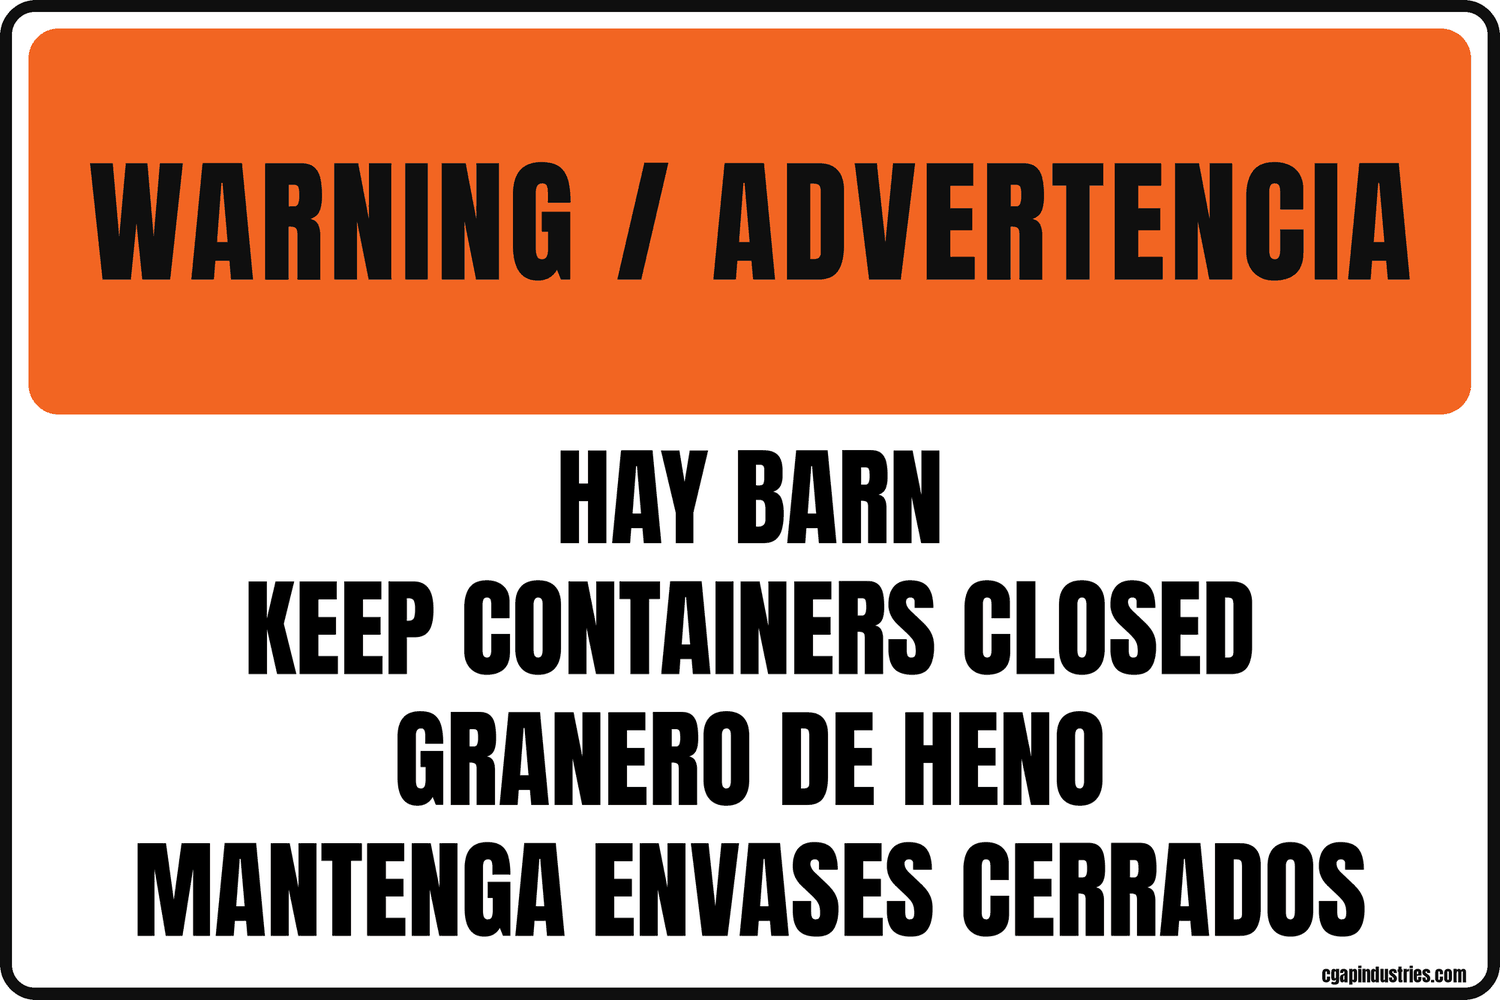 WARNING / ADVERTENCIA
HAY BARN
KEEP CONTAINERS CLOSED
GRANERO DE HENO
MANTENGA ENVASES CERRADOS
cgapindustries.com